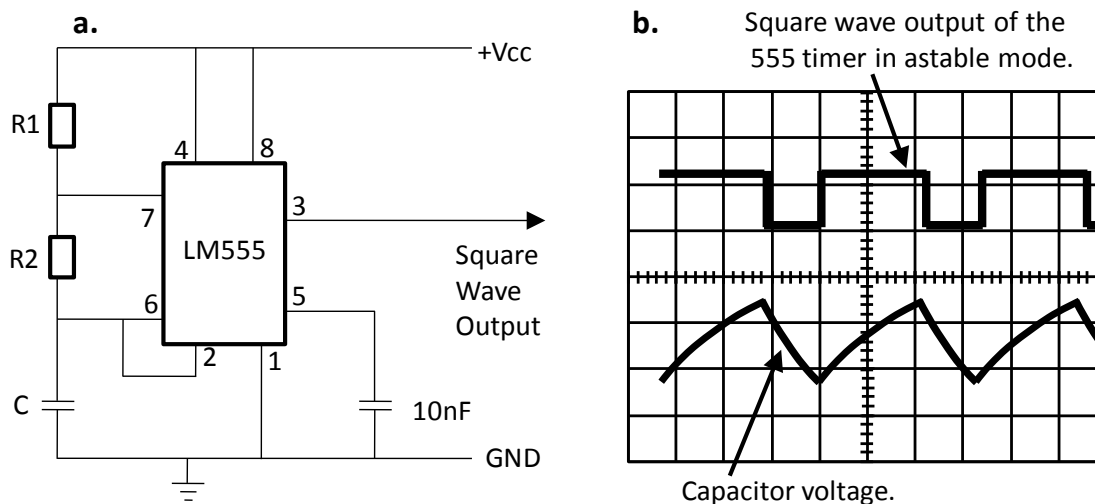 a.
+Vcc
R1
4
8
7
3
LM555
R2
Square
Wave
Output
6
5
2
1
C
10nF
GND
b.
Square wave output of the
555 timer in astable mode.
Capacitor voltage.